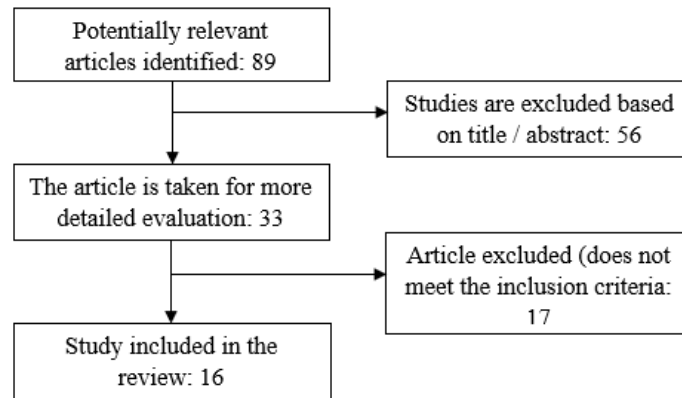 Potentially relevant
articles identified: 89
Studies are excluded based
on title / abstract: 56
The article is taken for more
detailed evaluation: 33
Article excluded (does not
meet the inclusion criteria:
17
Study included in the
review: 16